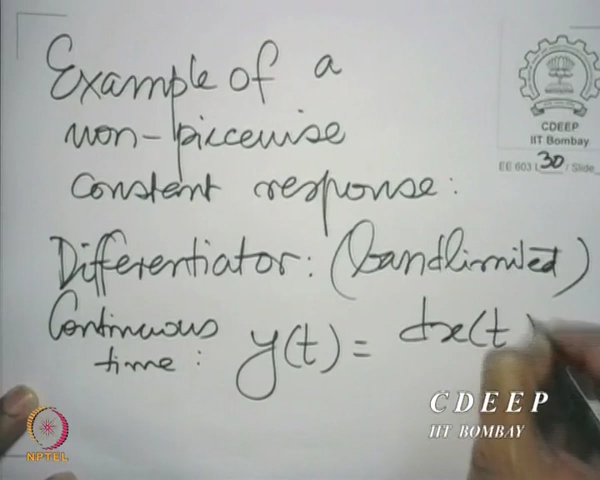 Example of a
non-piecewise
constant response:
Differentiator: (bandlimited)
Continuous
time: y(t) = dx(t)
CDEEP
IIT Bombay
EE 603 L 30 / Slide
CDEEP
IIT BOMBAY
NPTEL